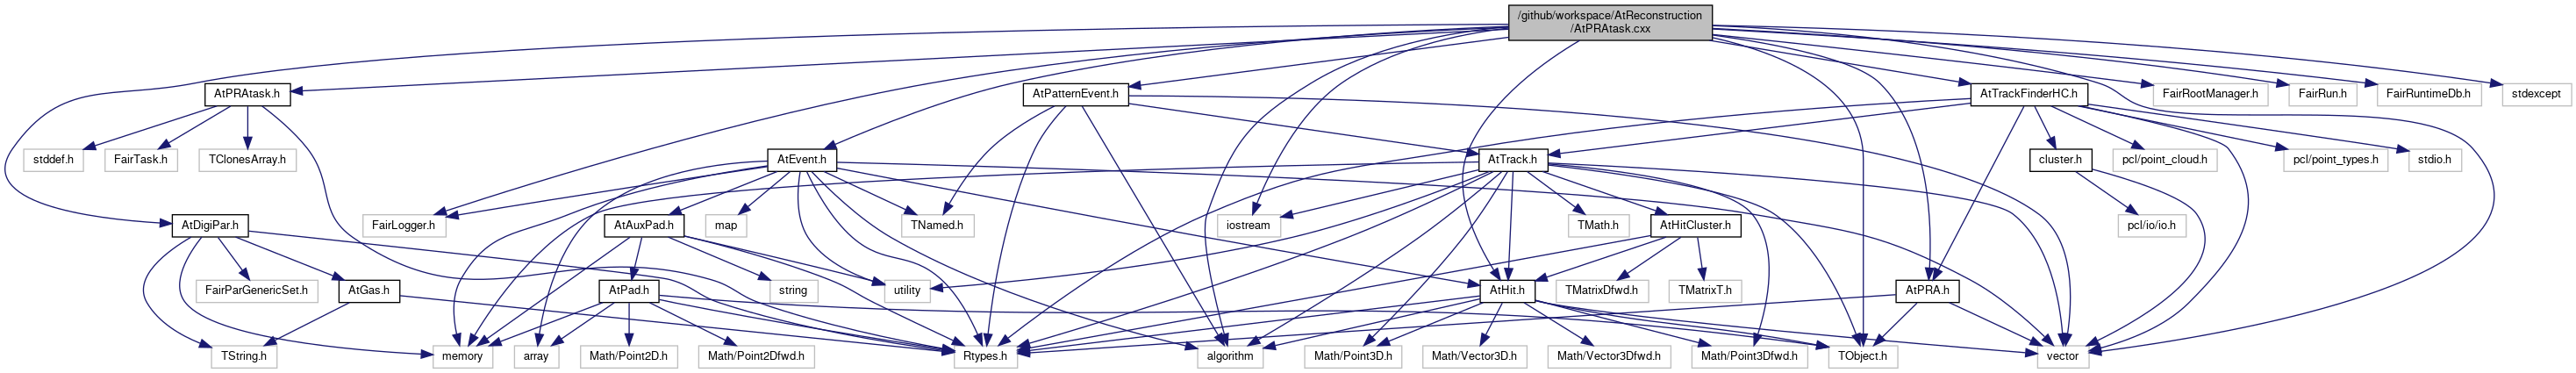 /github/workspace/AtReconstruction
/AtPRAtask.cxx
AtPRAtask.h
AtPatternEvent.h
AtTrackFinderHC.h
FairRootManager.h
FairRun.h
FairRuntimeDb.h
stdexcept
stddef.h
FairTask.h
TClonesArray.h
AtEvent.h
AtTrack.h
cluster.h
pcl/point_cloud.h
pcl/point_types.h
stdio.h
AtDigiPar.h
FairLogger.h
AtAuxPad.h
map
TNamed.h
iostream
TMath.h
AtHitCluster.h
pcl/io/io.h
FairParGenericSet.h
AtGas.h
AtPad.h
string
utility
AtHit.h
TMatrixDfwd.h
TMatrixT.h
AtPRA.h
TString.h
memory
array
Math/Point2D.h
Math/Point2Dfwd.h
Rtypes.h
algorithm
Math/Point3D.h
Math/Vector3D.h
Math/Vector3Dfwd.h
Math/Point3Dfwd.h
TObject.h
vector